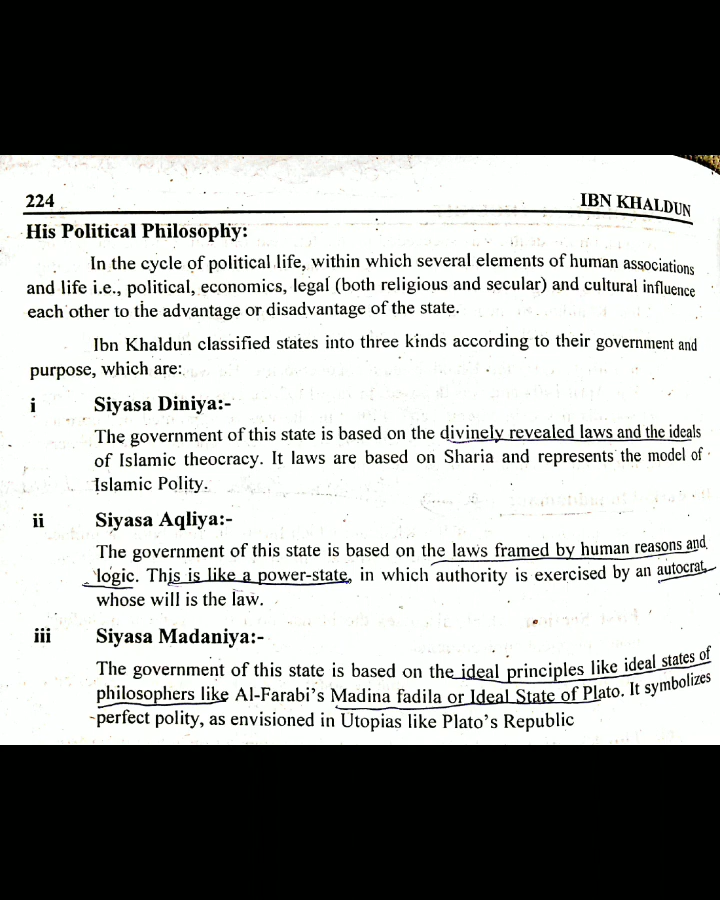 224
IBN KHALDUN
His Political Philosophy:
In the cycle of political life, within which several elements of human associations
and life i.e., political, economics, legal (both religious and secular) and cultural influence
each other to the advantage or disadvantage of the state.
Ibn Khaldun classified states into three kinds according to their government and
purpose, which are:
i Siyasa Diniya:-
The government of this state is based on the divinely revealed laws and the ideals
of Islamic theocracy. It laws are based on Sharia and represents the model of
Islamic Polity.
ii Siyasa Aqliya:-
The government of this state is based on the laws framed by human reasons and
logic. This is like a power-state, in which authority is exercised by an autocrat,
whose will is the law.
iii Siyasa Madaniya:-
The government of this state is based on the ideal principles like ideal states of
philosophers like Al-Farabi's Madina fadila or Ideal State of Plato. It symbolizes
perfect polity, as envisioned in Utopias like Plato's Republic